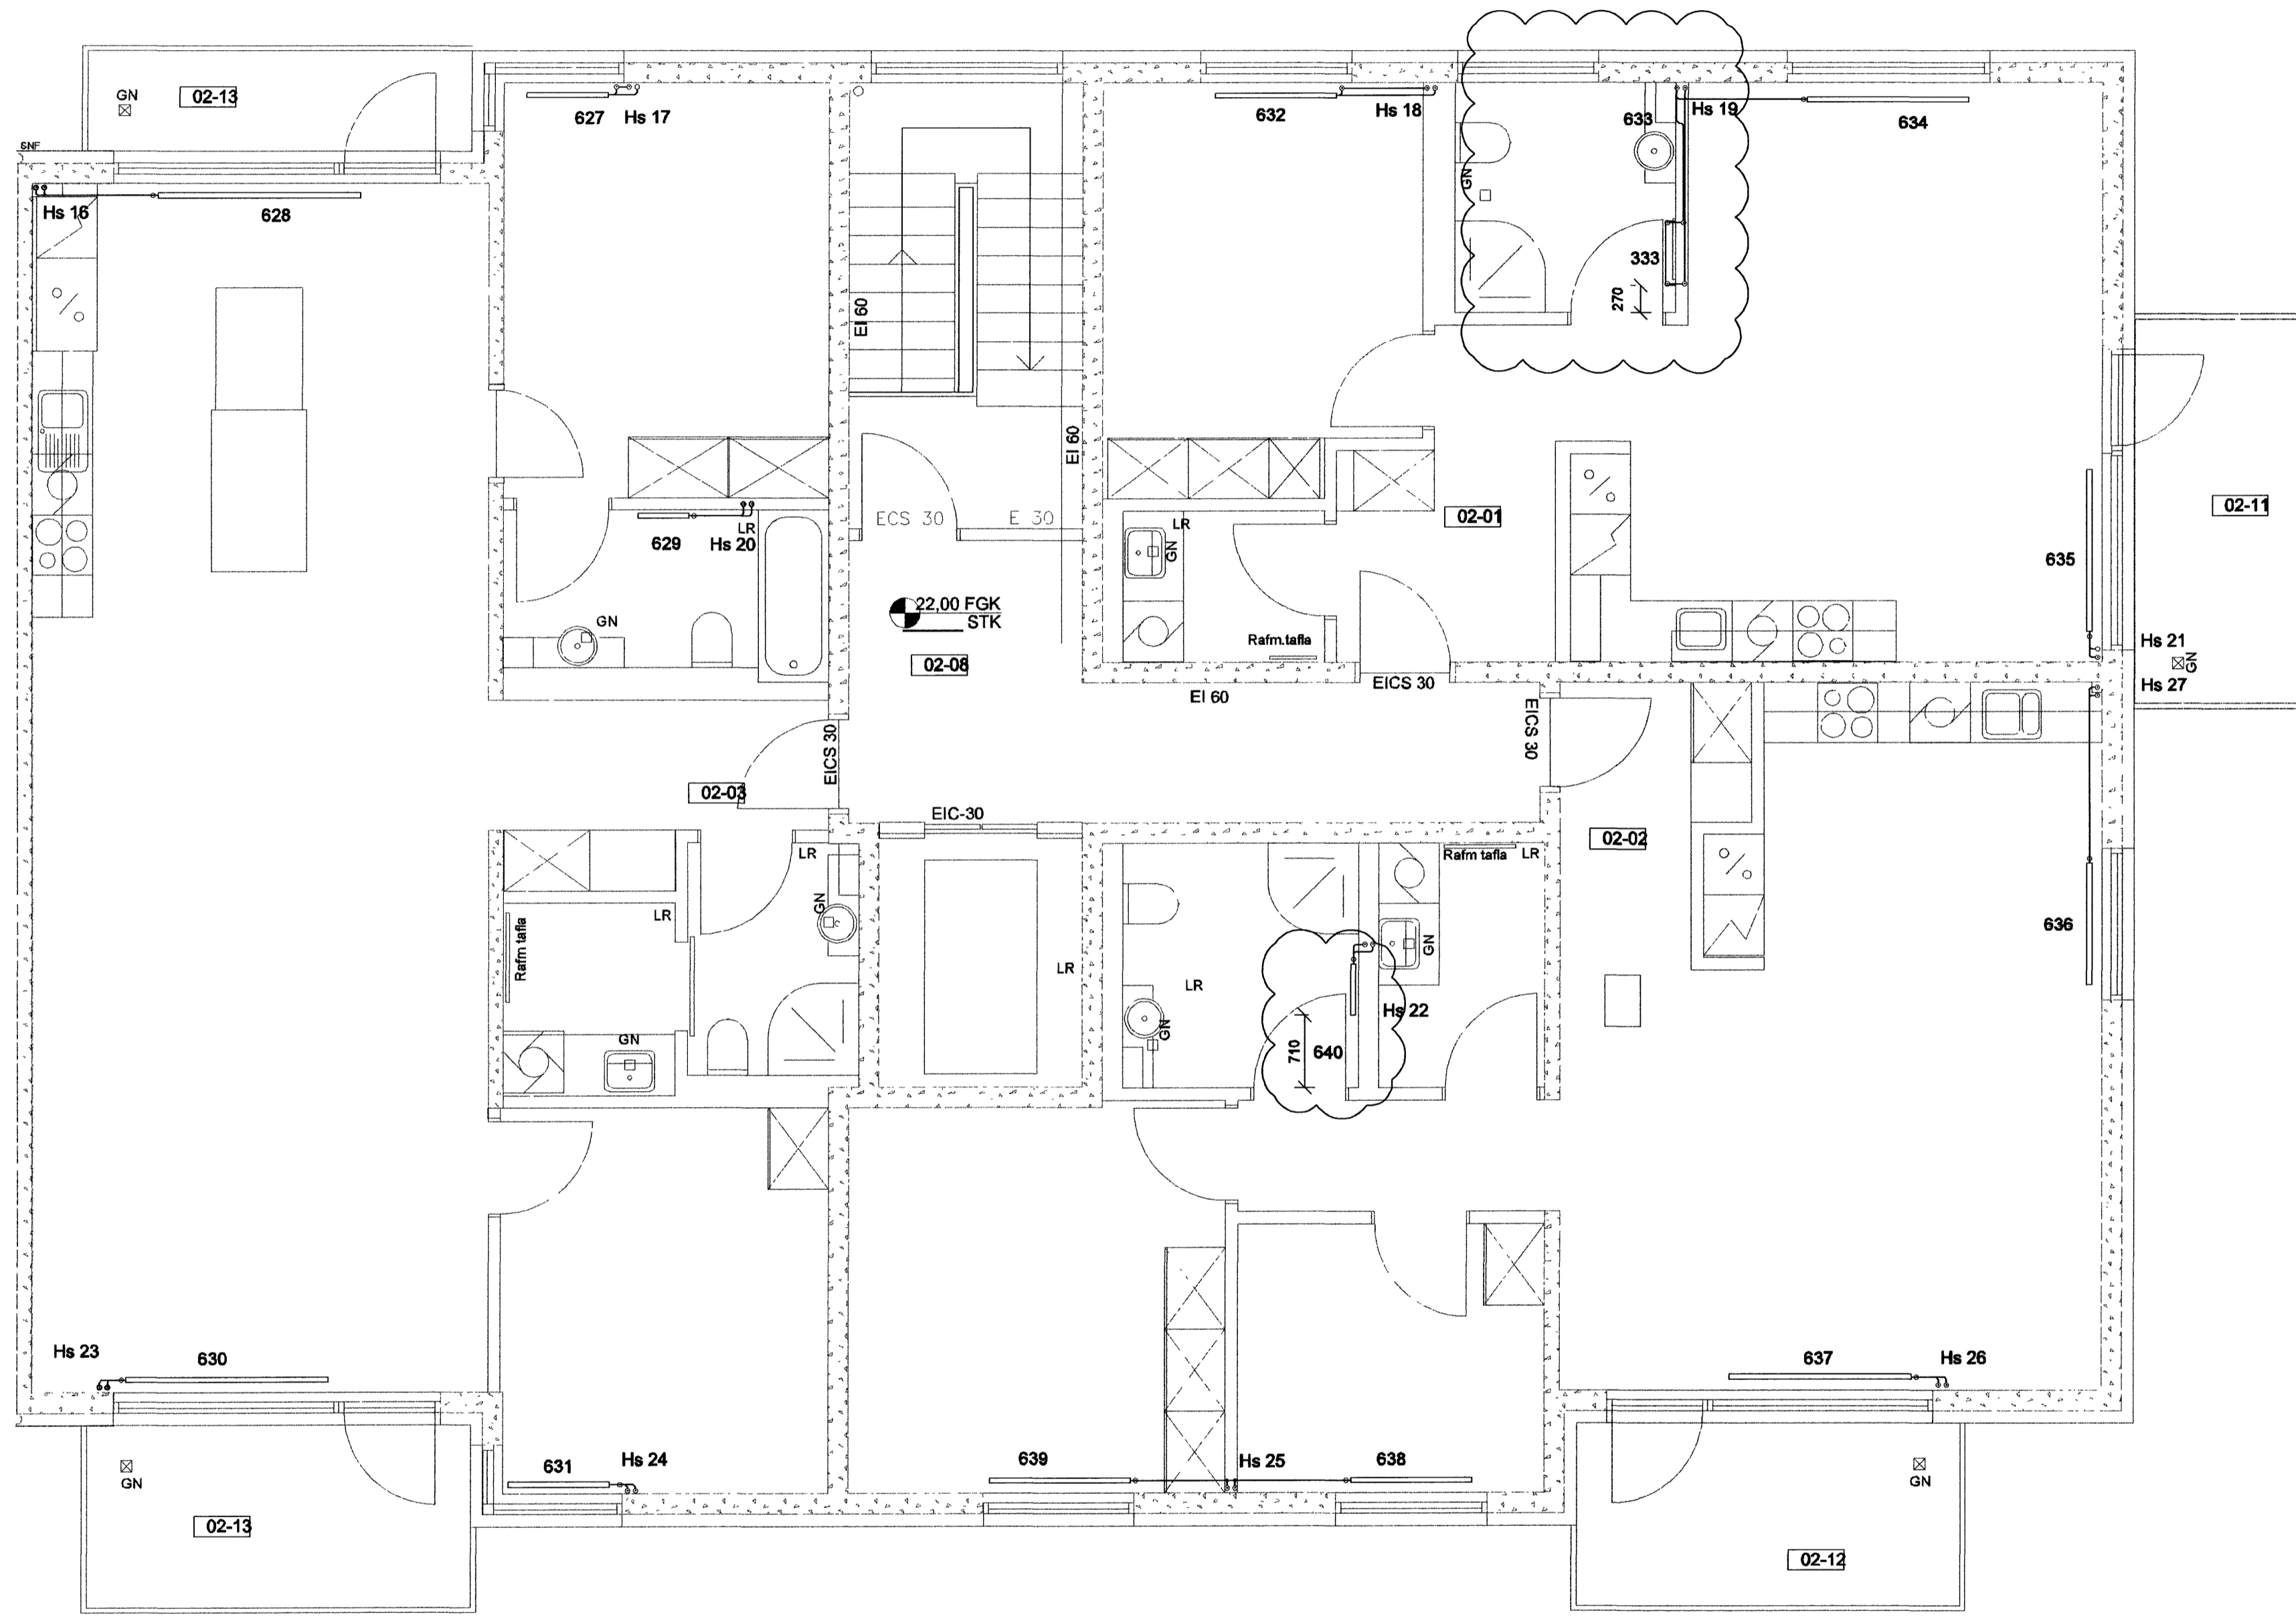 GN
02-13
627
Hs 17
632
Hs 18
633
Hs 19
634
SNF
GN
Hs 16
628
333
270
EI 60
EI 60
ECS 30
E 30
LR
629
Hs 20
LR
GN
02-01
02-11
635
22,00 FGK
STK
GN
Rafm.tafla
Hs 21
GN
02-08
EICS 30
Hs 27
EI 60
EICS 30
EICS 30
02-03
EIC-30
02-02
LR
Rafm tafla
LR
GN
LR
Rafm tafla
636
GN
LR
LR
Hs 22
GN
GN
710
640
Hs 23
630
637
Hs 26
631
Hs 24
639
Hs 25
638
GN
GN
02-13
02-12